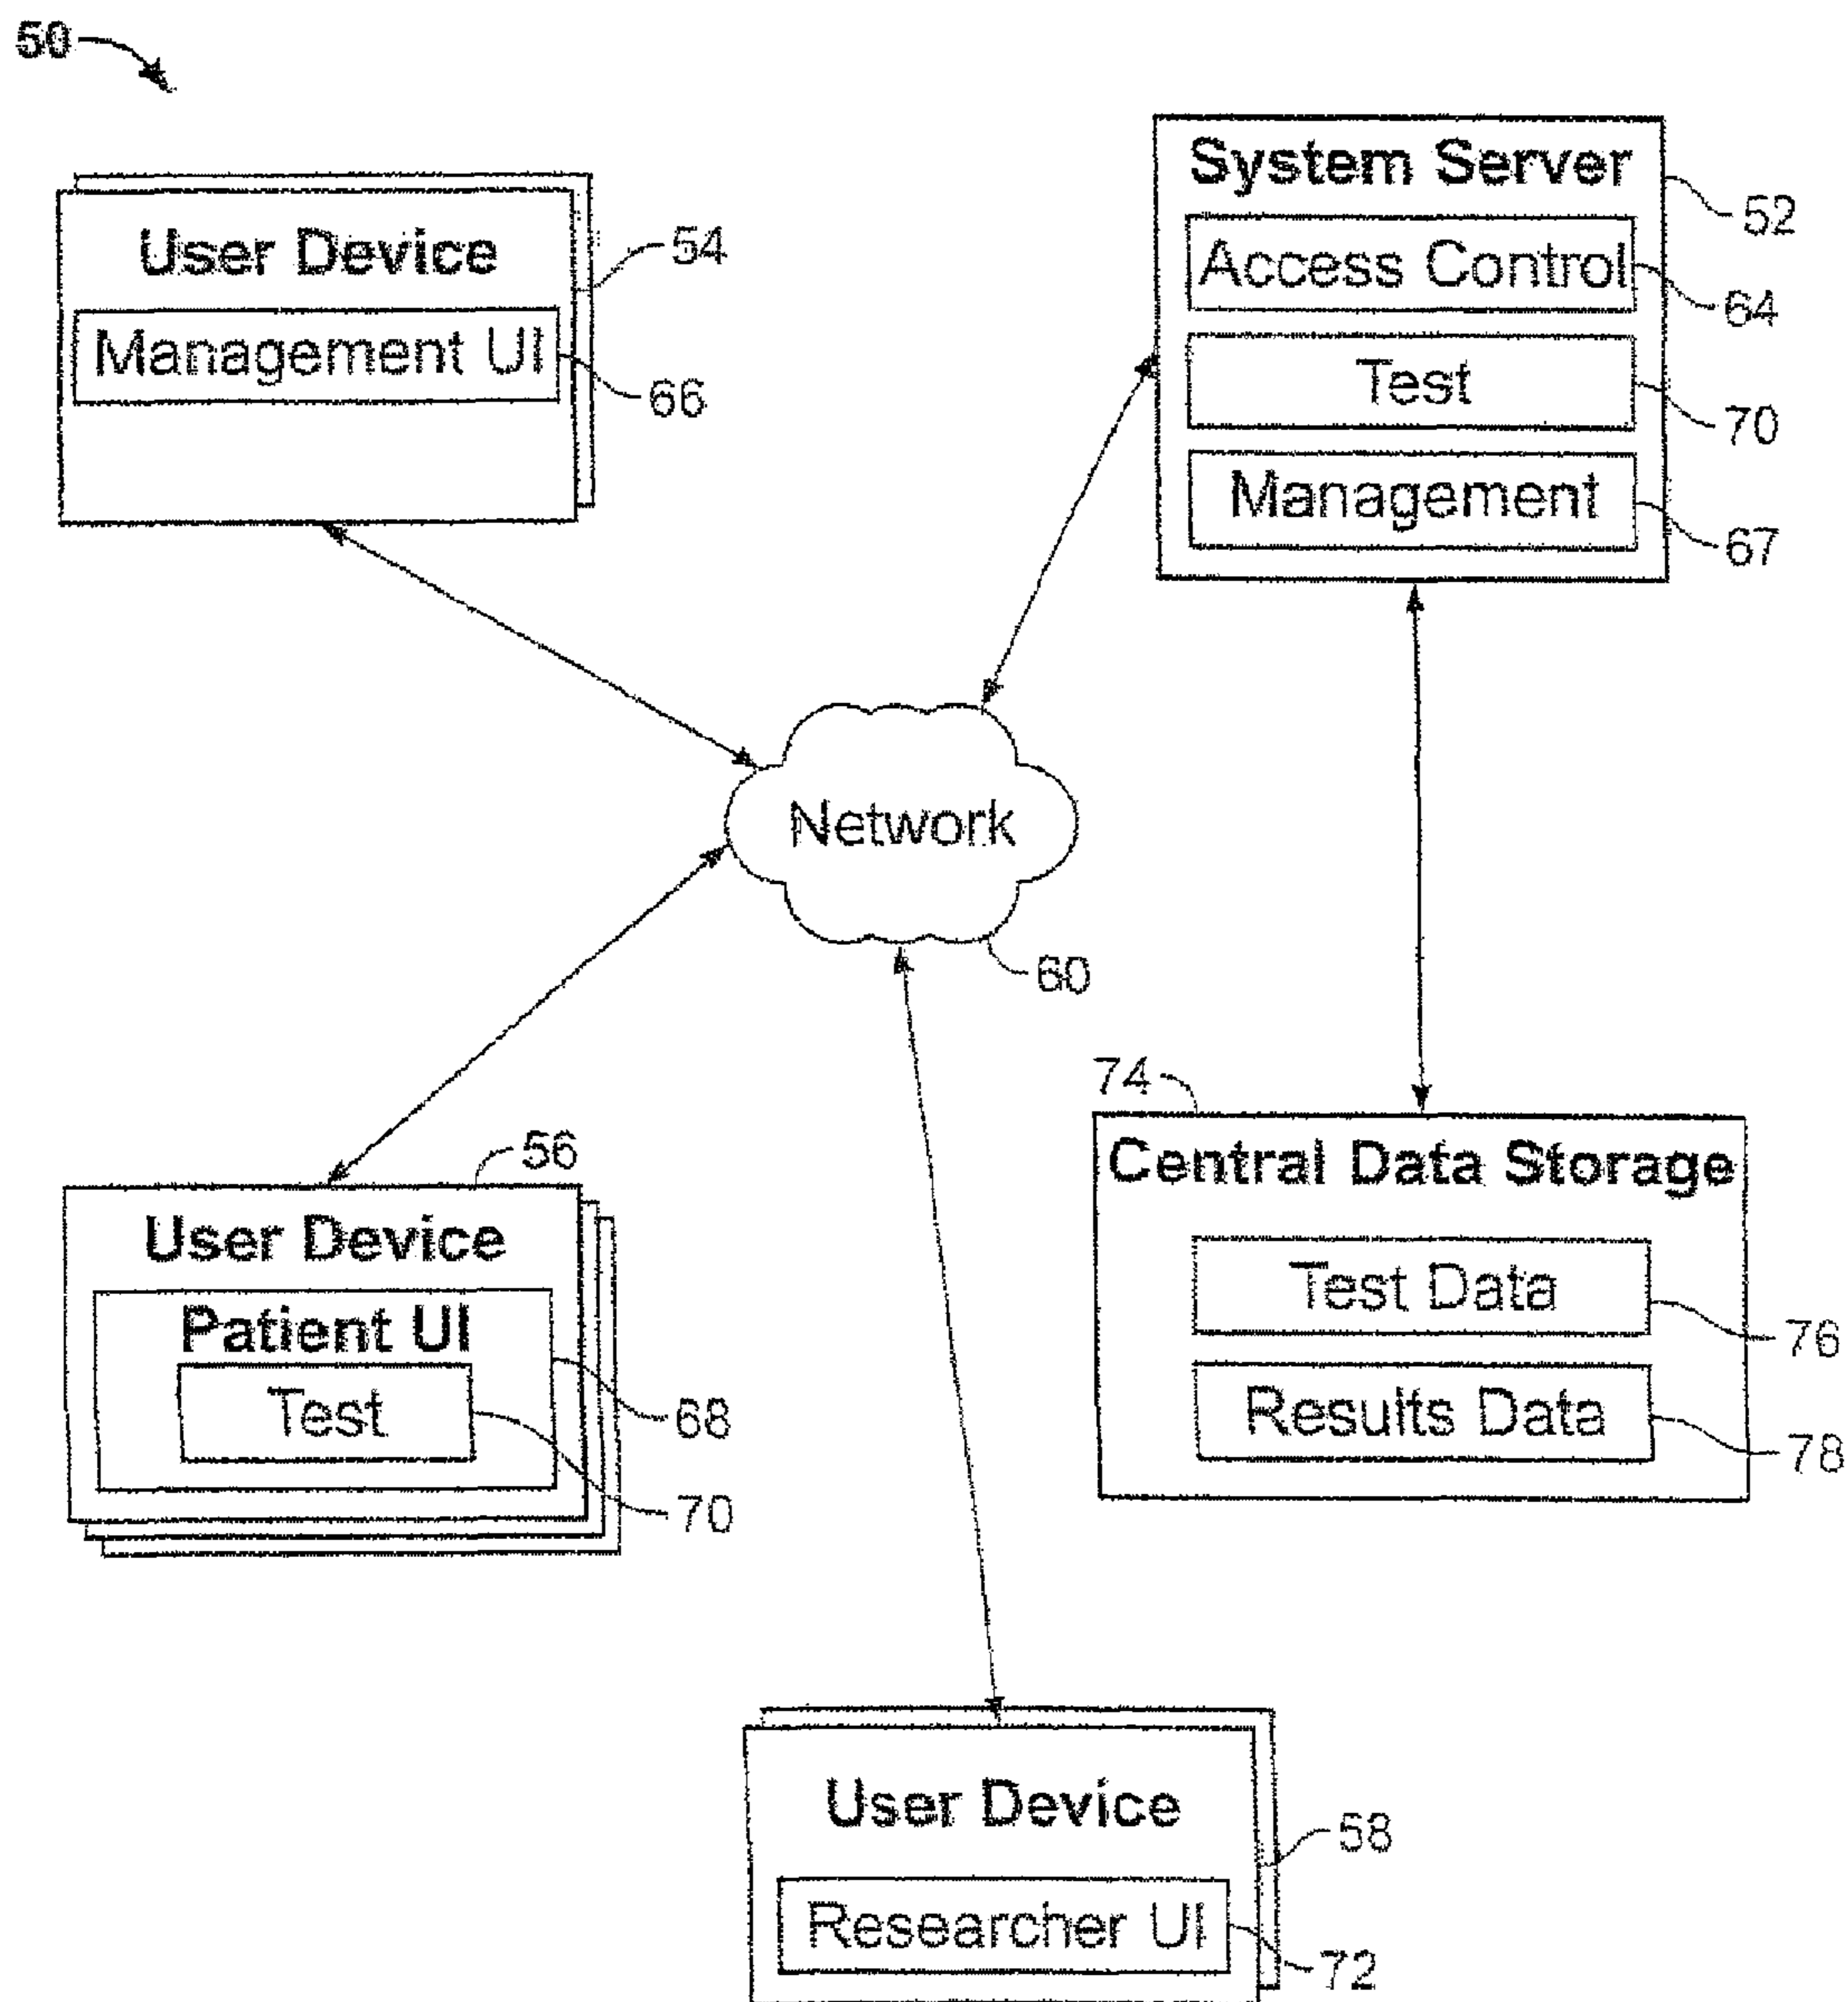 50
User Device
54
Management UI
66
System Server
52
Access Control
64
Test
70
Management
67
Network
60
56
User Device
Patient UI
68
Test
70
74
Central Data Storage
Test Data
76
Results Data
78
User Device
58
Researcher UI
72